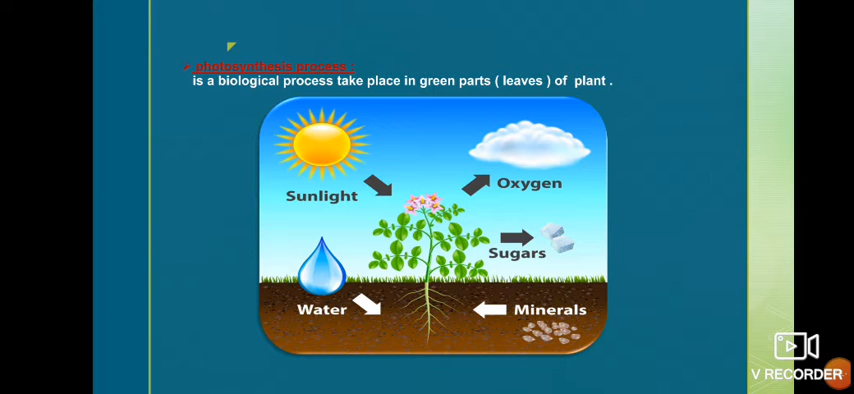 photosynthesis process :
is a biological process take place in green parts ( leaves ) of plant .
Sunlight
Oxygen
Sugars
Water
Minerals
V RECORDER